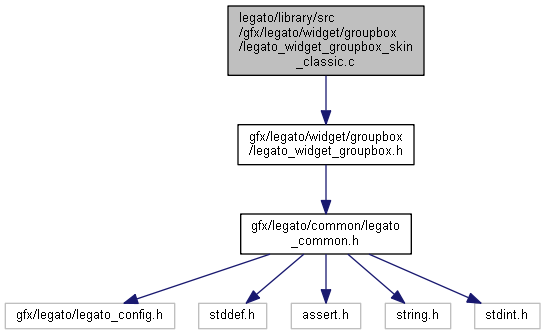 legato/library/src
/gfx/legato/widget/groupbox
/legato_widget_groupbox_skin
_classic.c
gfx/legato/widget/groupbox
/legato_widget_groupbox.h
gfx/legato/common/legato
_common.h
gfx/legato/legato_config.h
stddef.h
assert.h
string.h
stdint.h